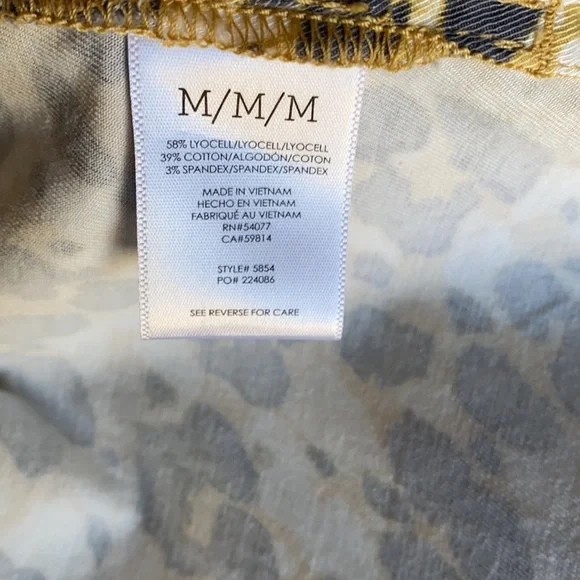 M/M/M
58% LYOCELL/LYOCELL/LYOCELL
39% COTTON/ALGODÓN/COTON
3% SPANDEX/SPANDEX/SPANDEX
MADE IN VIETNAM
HECHO EN VIETNAM
FABRIQUÉ AU VIETNAM
RN#54077
CA#59814
STYLE# 5854
PO# 224086
SEE REVERSE FOR CARE